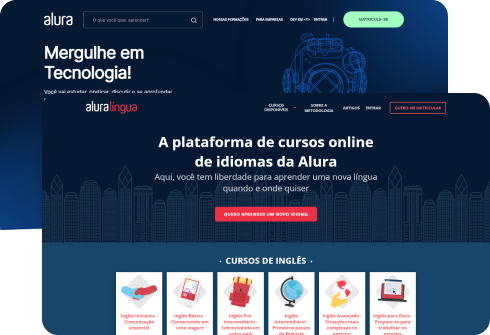 alura
O que você quer aprender?
NOSSAS FORMAÇÕES
PARA EMPRESAS
DEV EM <T>
ENTRAR
MATRICULE-SE
Mergulhe em
Tecnologia!
Você vai estudar, praticar, discutir e se aprofundar
aluralíngua
CURSOS
DISPONÍVEIS
SOBRE A
METODOLOGIA
ARTIGOS
ENTRAR
QUERO ME MATRICULAR
A plataforma de cursos online
de idiomas da Alura
Aqui, você tem liberdade para aprender uma nova língua
quando e onde quiser
QUERO APRENDER UM NOVO IDIOMA
· CURSOS DE INGLÊS ·
Inglês Iniciante -
Comunicação
essencial
Inglês Básico -
Conversando em
uma viagem
Inglês Pré-
Intermediário -
Sobrevivendo em
outro país
Inglês
Intermediário -
Primeiros passos
de fluência
Inglês Avançado -
Situações mais
complexas no
exterior
Inglês para Devs -
Prepare-se para
trabalhar no
exterior